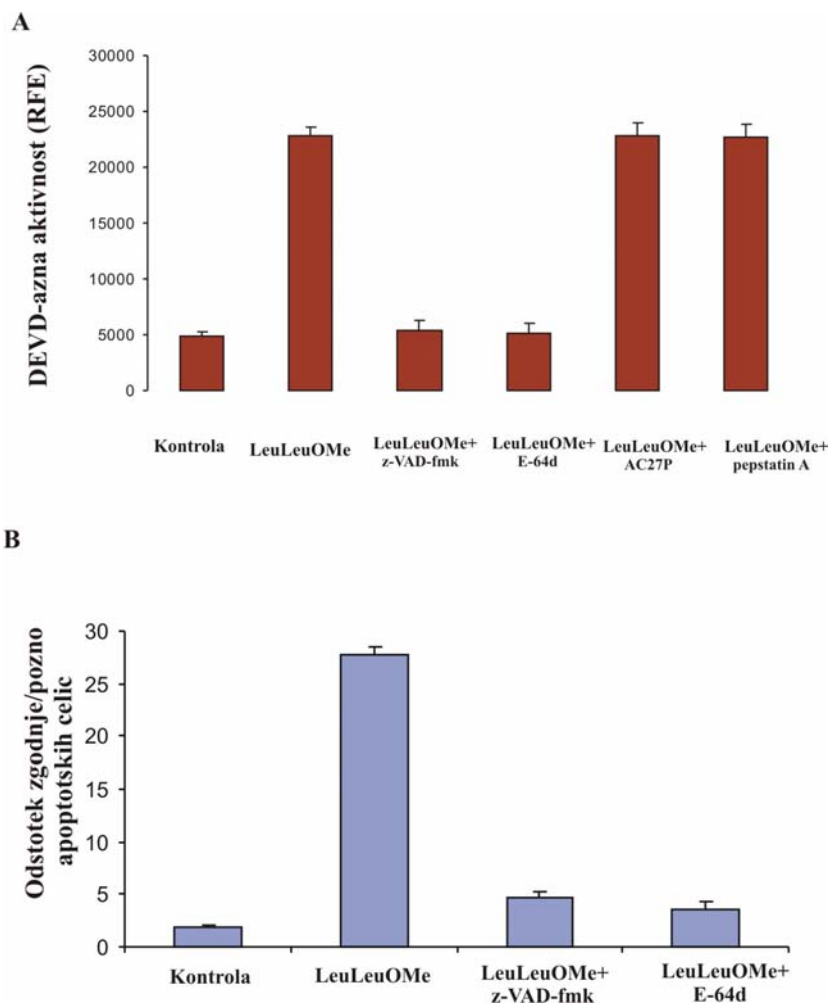 A
DEVD-azna aktivnost (RFE)
30000
25000
20000
15000
10000
5000
0
Kontrola
LeuLeuOMe
LeuLeuOMe+
z-VAD-fmk
LeuLeuOMe+
E-64d
LeuLeuOMe+
AC27P
LeuLeuOMe+
pepstatin A
B
Odstotek zgodnje/pozno
apoptotskih celic
30
25
20
15
10
5
0
Kontrola
LeuLeuOMe
LeuLeuOMe+
z-VAD-fmk
LeuLeuOMe+
E-64d